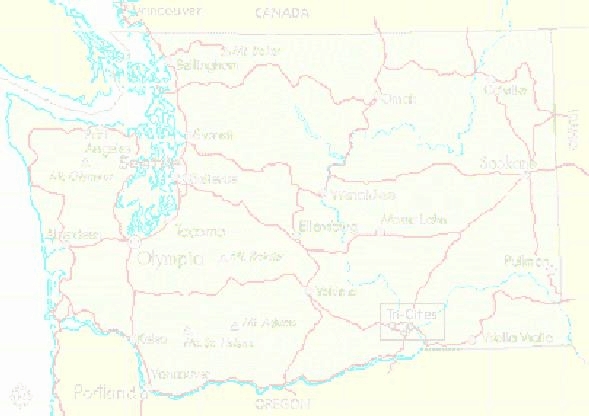 Vancouver
CANADA
Mt. Baker
Bellingham
Omak
Colville
IDAHO
Everett
Port
Angeles
Seattle
Spokane
Mt. Olympus
Bellevue
Wenatchee
Moses Lake
Ellensburg
Aberdeen
Tacoma
Olympia
Mt. Rainier
Pullman
Yakima
Tri-Cities
Mt. Adams
Kelso
Mt. St. Helens
Walla Walla
Vancouver
Portland
OREGON